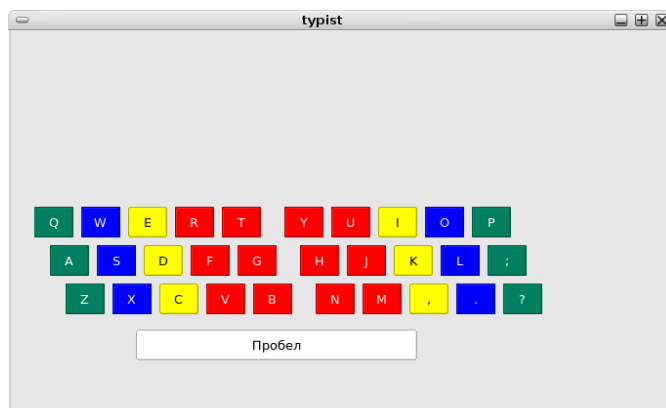 typist
Q W E R T Y U I O P
A S D F G H J K L ;
Z X C V B N M , . ?
Пробел